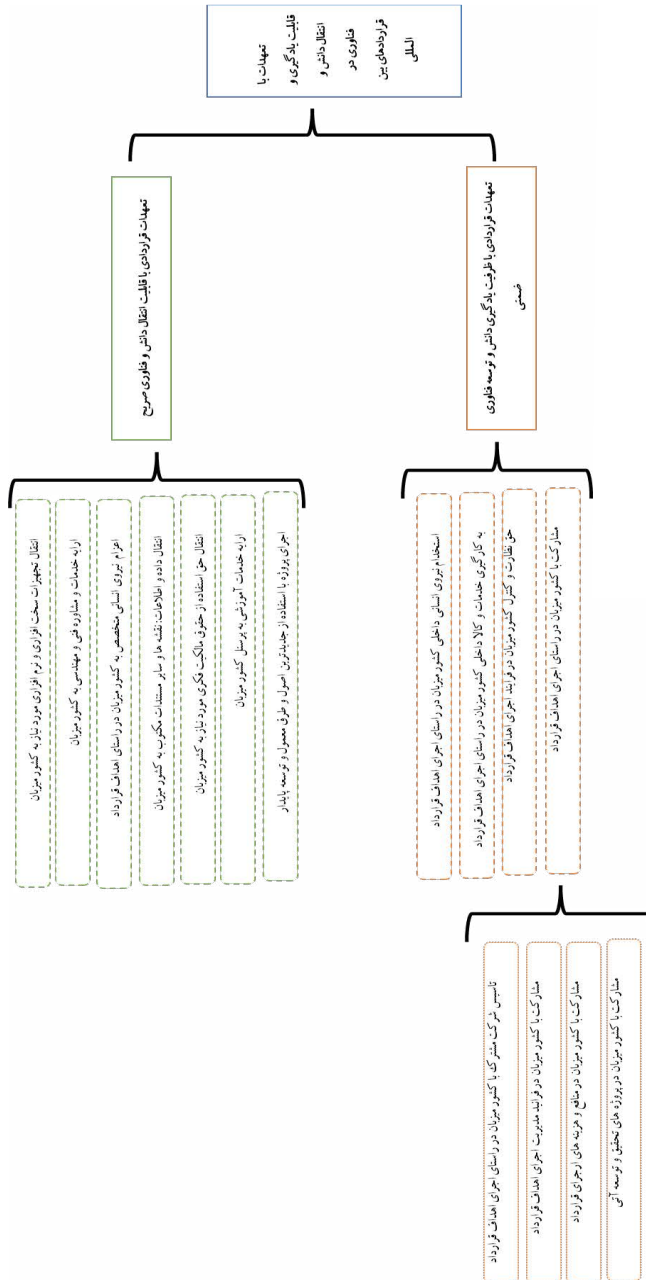 تعهدات با
قابلیت یادگیری و
انتقال دانش و
فناوری در
قراردادهای بین
المللی
تعهدات قراردادی با ظرفیت یادگیری دانش و توسعه فناوری
ضمنی
مشارکت با کشور میزبان در راستای اجرای اهداف قرارداد
حق نظارت و کنترل کشور میزبان در فرایند اجرای اهداف قرارداد
به کارگیری خدمات و کالا داخلی کشور میزبان در راستای اجرای اهداف قرارداد
استخدام نیروی انسانی داخلی کشور میزبان در راستای اجرای اهداف قرارداد
مشارکت با کشور میزبان در پروژه های تحقیق و توسعه آتی
مشارکت با کشور میزبان در منافع و هزینه های ارجرای قرارداد
مشارکت با کشور میزبان در فرائید مدیریت اجرای اهداف قرارداد
تاسیس شرکت مشترک با کشور میزبان در راستای اجرای اهداف قرارداد
تعهدات قراردادی با قابلیت انتقال دانش و فناوری صریح
اجرای پروژه با استفاده از جدیدترین اصول و طرق معمول و توسعه پایدار
ارایه خدمات آموزشی به پرسنل کشور میزبان
انتقال حق استفاده از حقوق مالکیت فکری مورد نیاز به کشور میزبان
انتقال داده و اطلاعات، نقشه ها و سایر مستندات مکتوب به کشور میزبان
اعزام نیروی انسانی متخصص به کشور میزبان در راستای اهداف قرارداد
ارایه خدمات و مشاوره فنی و مهندسی به کشور میزبان
انتقال تجهیزات سخت افزاری و نرم افزاری مورد نیاز به کشور میزبان